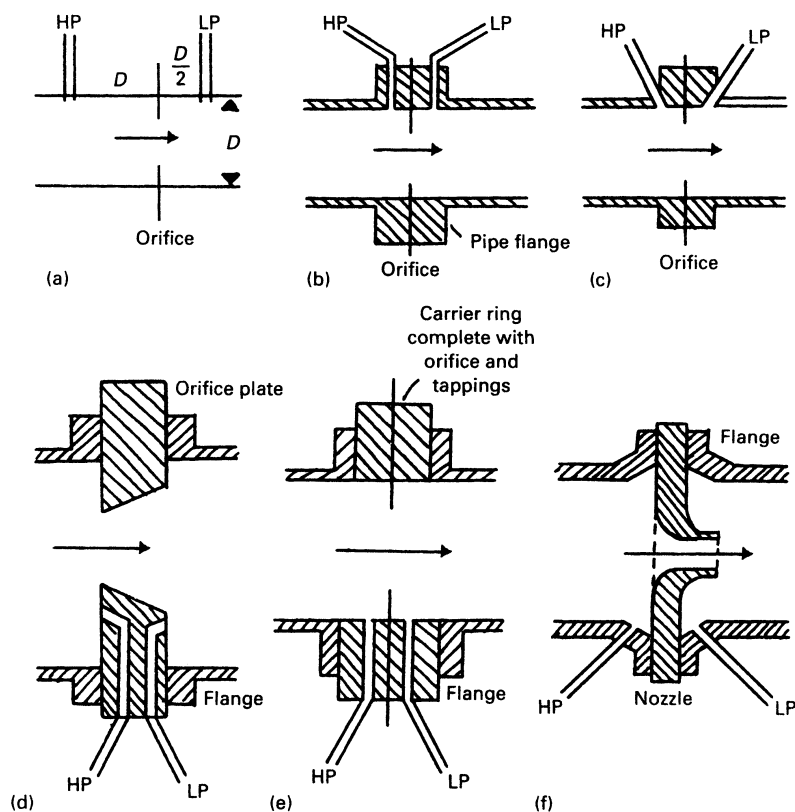 HP
LP
D
D
2
D
Orifice
(a)
HP
LP
Pipe flange
Orifice
(b)
HP
LP
Orifice
(c)
Orifice plate
Flange
HP
LP
(d)
Carrier ring
complete with
orifice and
tappings
Flange
HP
LP
(e)
Flange
HP
Nozzle
LP
(f)